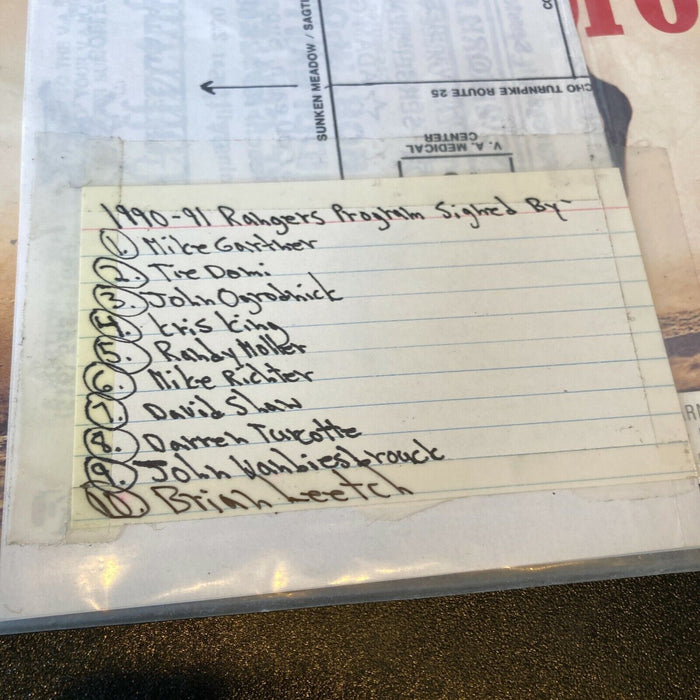 SUNKEN MEADOW / SAGTI
CO
CHO TURNPIKE ROUTE 25
V. A. MEDICAL
CENTER
1990-91 Rangers Program Signed By-
1. Mike Gartner
2. Tie Domi
3. John Ogrodnick
4. Kris King
5. Randy Moller
6. Mike Richter
7. David Shaw
8. Darren Turcotte
9. John Vanbiesbrouck
10. Brian Leetch